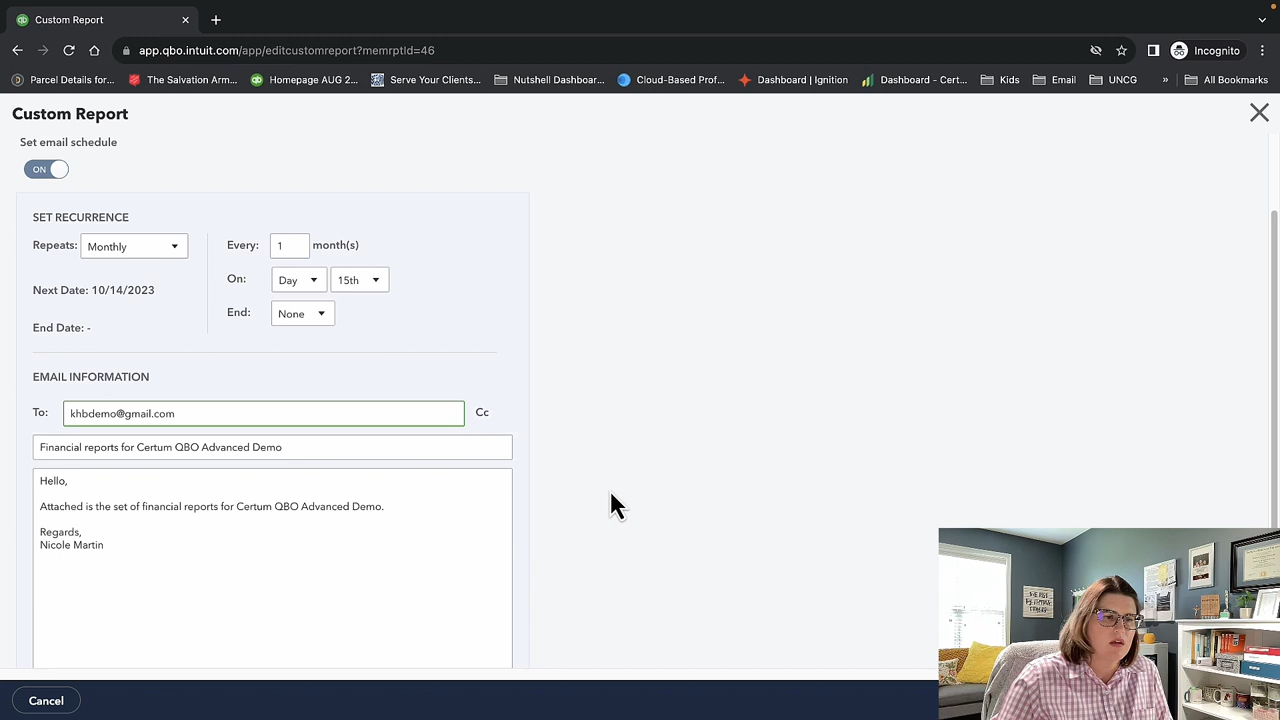 Custom Report
app.qbo.intuit.com/app/editcustomreport?memrptId=46
Incognito
Parcel Details for...
The Salvation Arm...
Homepage AUG 2...
Serve Your Clients...
Nutshell Dashboar...
Cloud-Based Prof...
Dashboard | Ignition
Dashboard - Cert...
Kids
Email
UNCG
»
All Bookmarks
Custom Report
Set email schedule
ON
SET RECURRENCE
Repeats: Monthly
Every: 1 month(s)
On: Day 15th
Next Date: 10/14/2023
End: None
End Date: -
EMAIL INFORMATION
To: khbdemo@gmail.com Cc
Financial reports for Certum QBO Advanced Demo
Hello,
Attached is the set of financial reports for Certum QBO Advanced Demo.
Regards,
Nicole Martin
Cancel